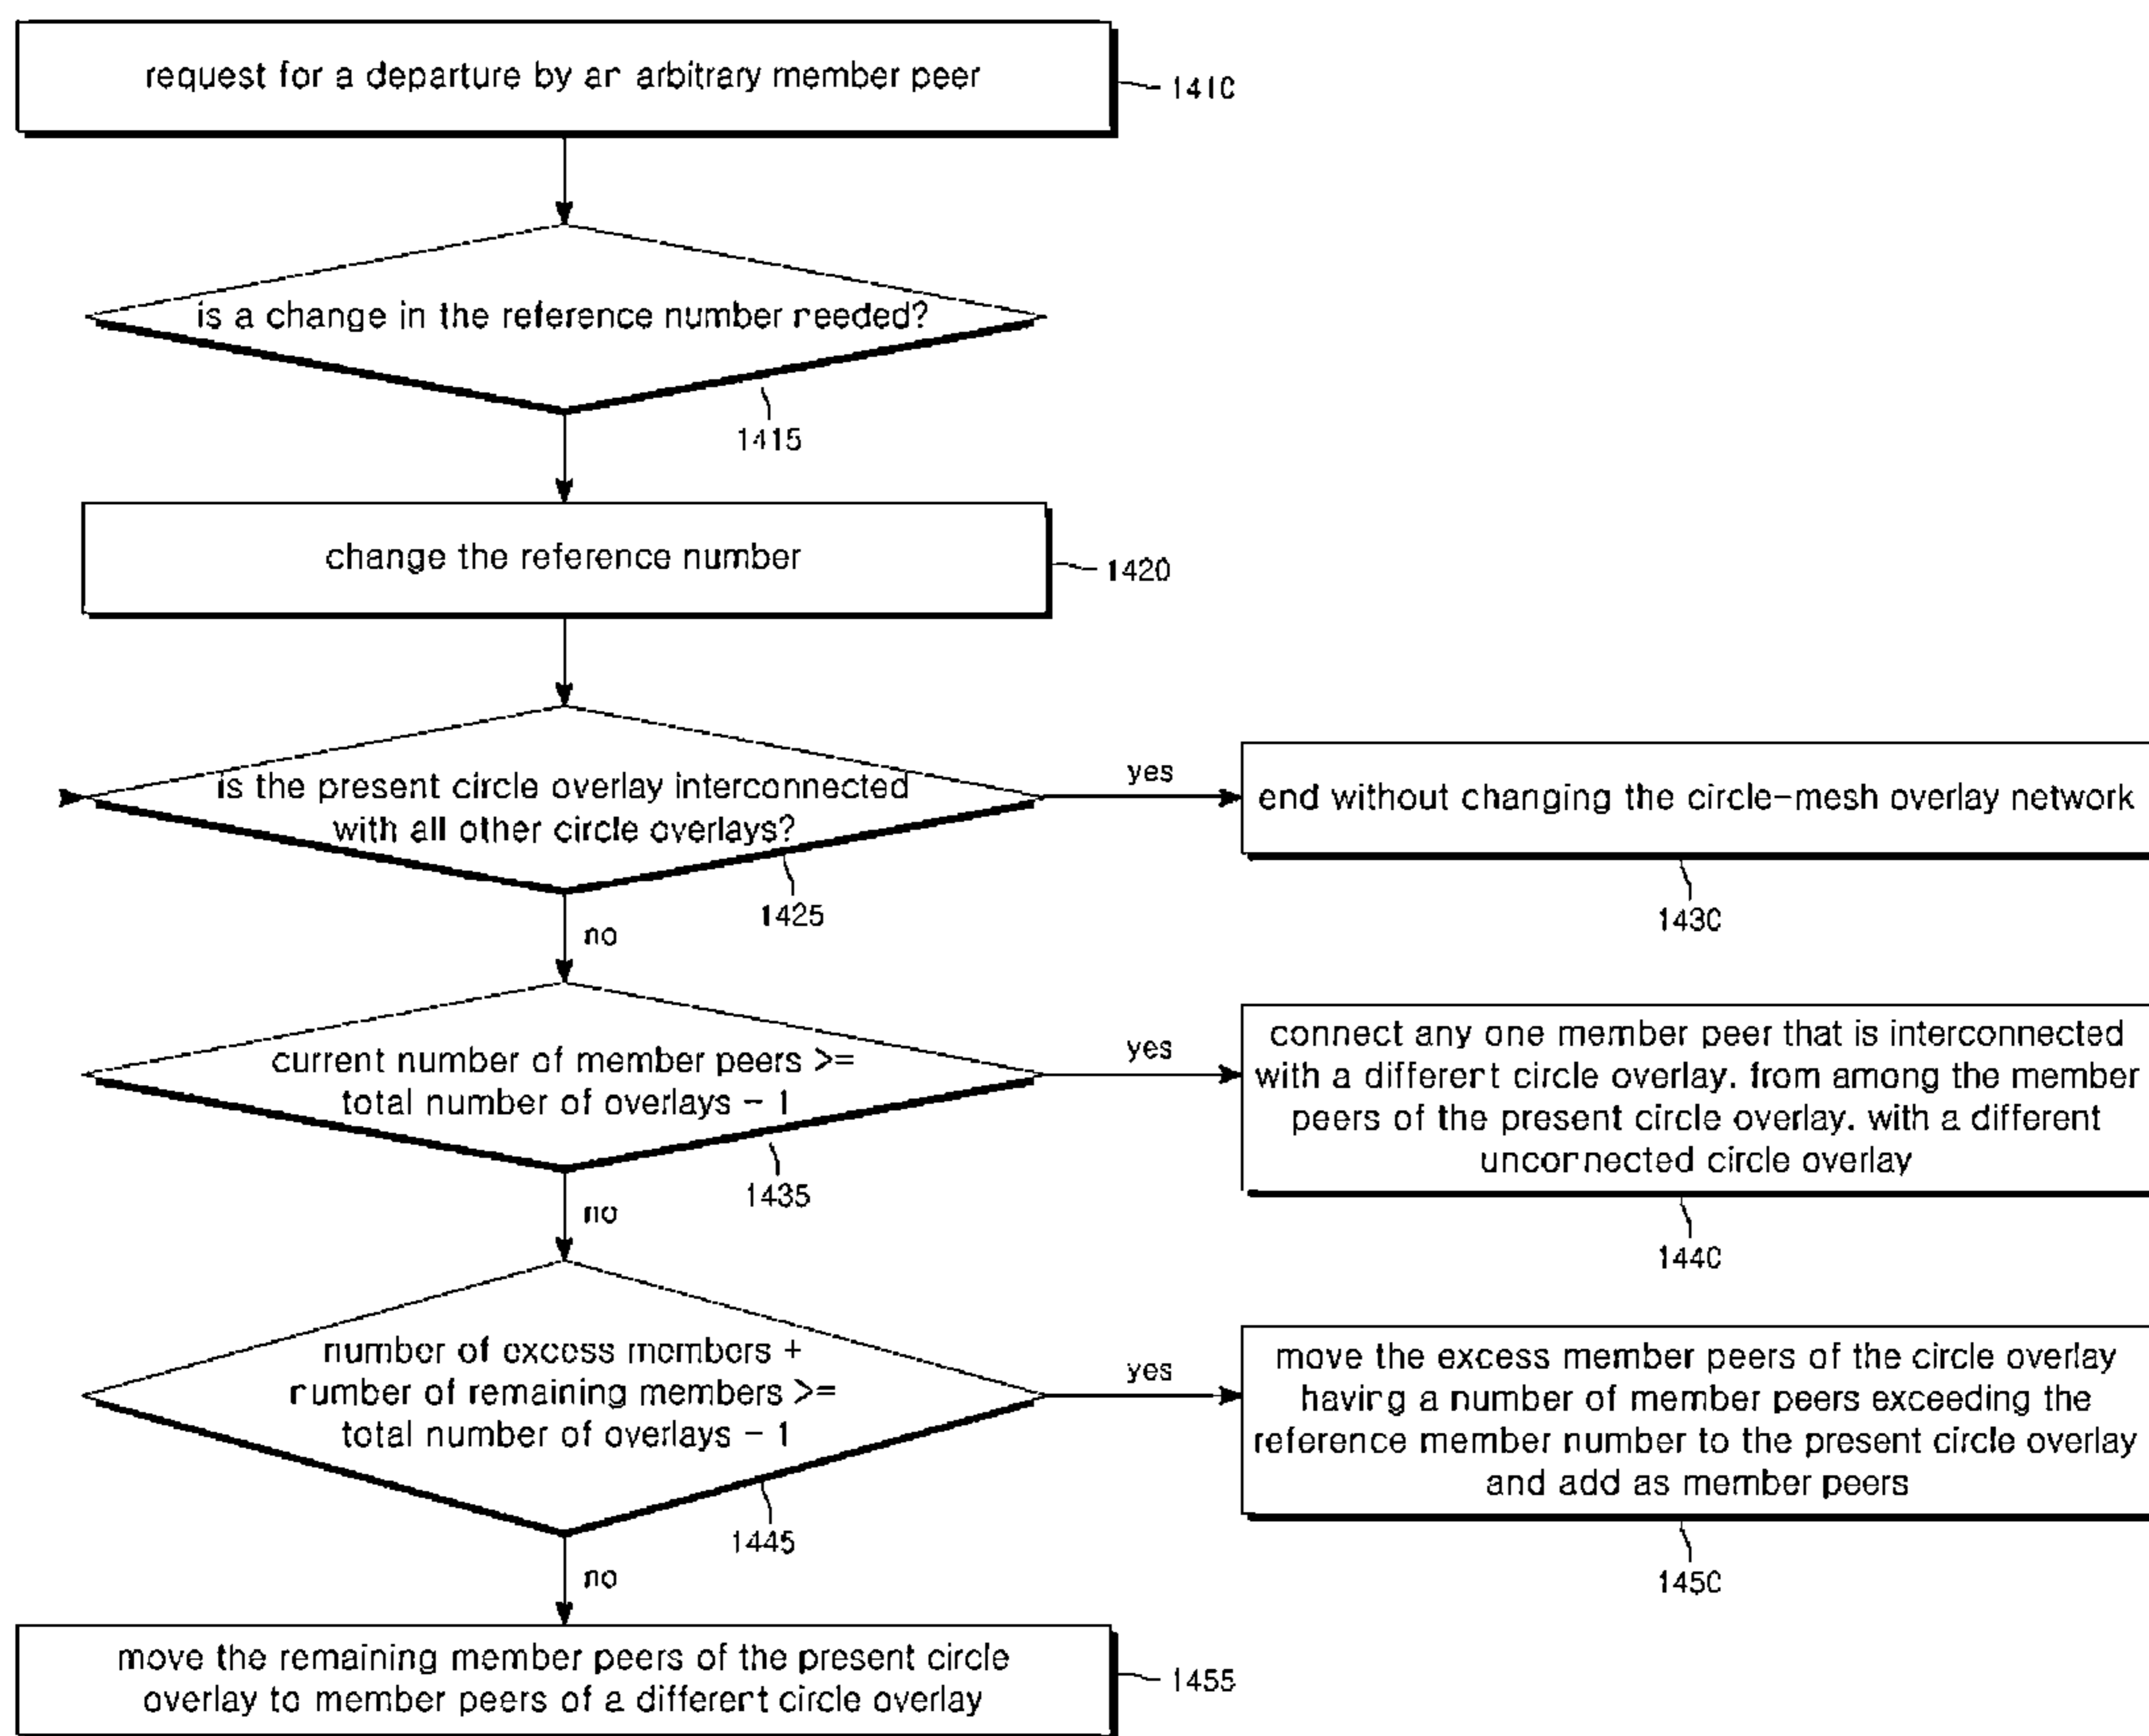 request for a departure by an arbitrary member peer
1410
is a change in the reference number needed?
1415
change the reference number
1420
is the present circle overlay interconnected
with all other circle overlays?
1425
yes
end without changing the circle-mesh overlay network
1430
no
current number of member peers >=
total number of overlays - 1
1435
yes
connect any one member peer that is interconnected
with a different circle overlay. from among the member
peers of the present circle overlay. with a different
unconnected circle overlay
1440
no
number of excess members +
number of remaining members >=
total number of overlays - 1
1445
yes
move the excess member peers of the circle overlay
having a number of member peers exceeding the
reference member number to the present circle overlay
and add as member peers
1450
no
move the remaining member peers of the present circle
overlay to member peers of a different circle overlay
1455